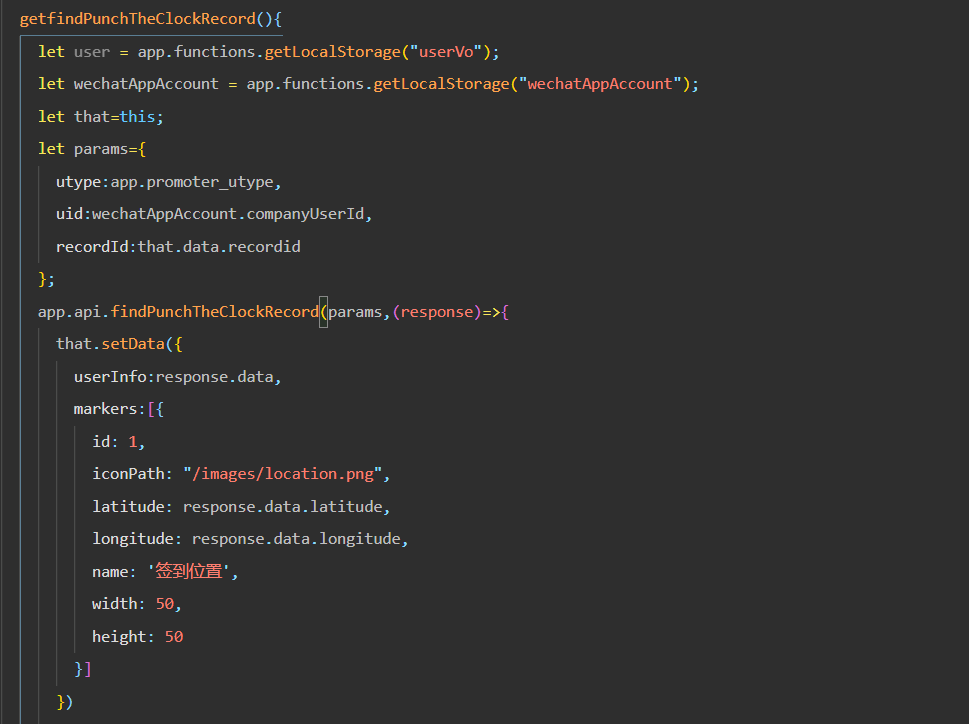 getfindPunchTheClockRecord(){
let user = app.functions.getLocalStorage("userVo");
let wechatAppAccount = app.functions.getLocalStorage("wechatAppAccount");
let that=this;
let params={
utype:app.promoter_utype,
uid:wechatAppAccount.companyUserId,
recordId:that.data.recordid
};
app.api.findPunchTheClockRecord(params,(response)=>{
that.setData({
userInfo:response.data,
markers:[{
id: 1,
iconPath: "/images/location.png",
latitude: response.data.latitude,
longitude: response.data.longitude,
name: '签到位置',
width: 50,
height: 50
}]
})